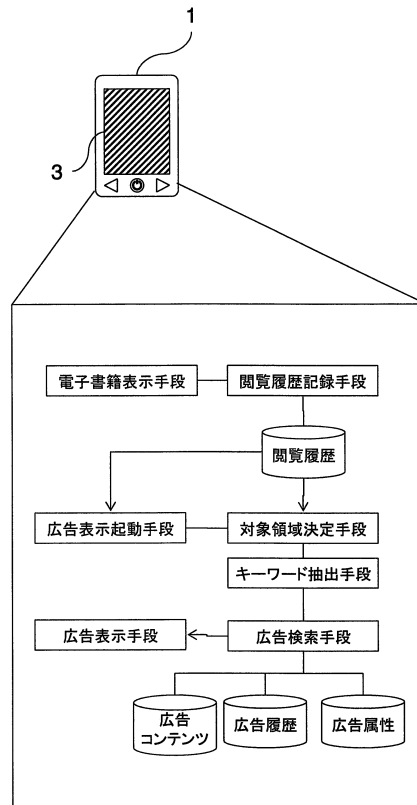 1
3
電子書籍表示手段
閲覧履歴記録手段
閲覧履歴
広告表示起動手段
対象領域決定手段
キーワード抽出手段
広告表示手段
広告検索手段
広告
コンテンツ
広告履歴
広告属性